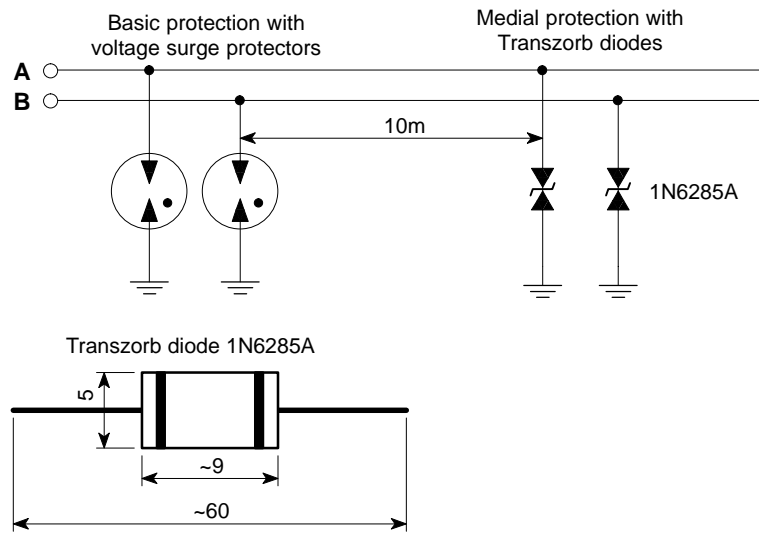 Basic protection with
voltage surge protectors
Medial protection with
Transzorb diodes
A
B
10m
1N6285A
Transzorb diode 1N6285A
5
~9
~60